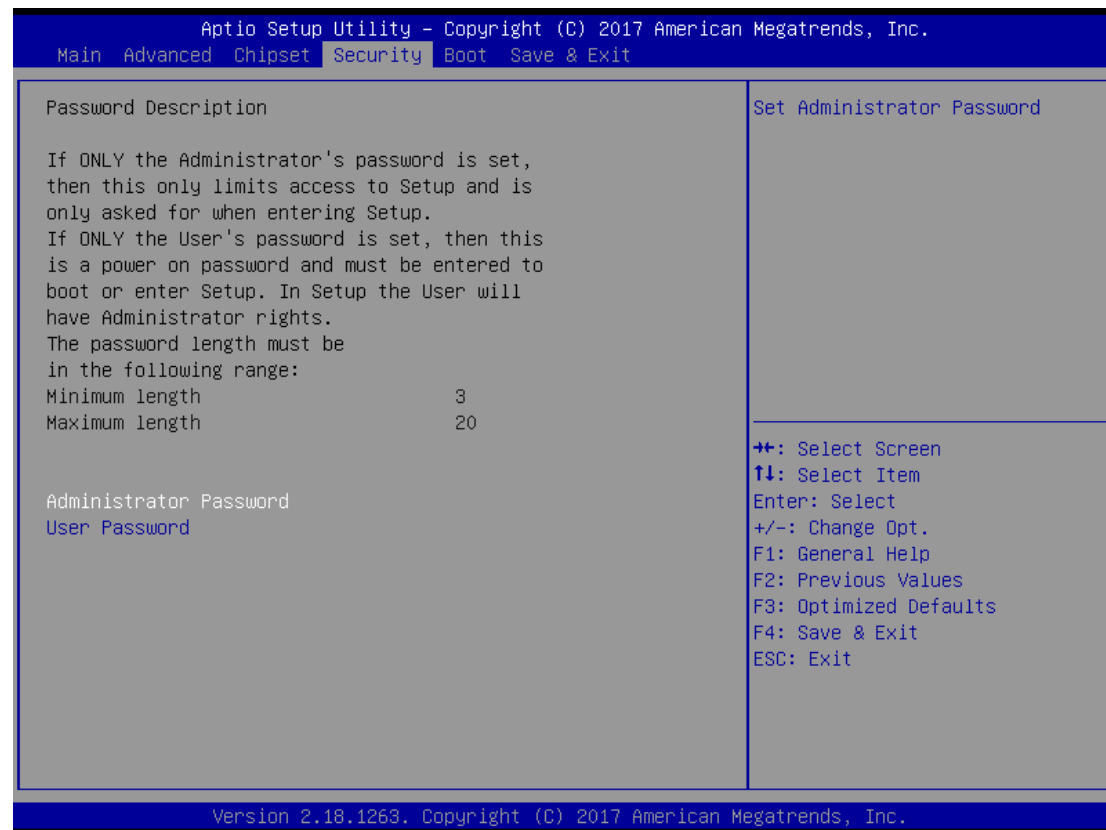 Aptio Setup Utility – Copyright (C) 2017 American Megatrends, Inc.
Main Advanced Chipset Security Boot Save & Exit
Password Description
If ONLY the Administrator's password is set,
then this only limits access to Setup and is
only asked for when entering Setup.
If ONLY the User's password is set, then this
is a power on password and must be entered to
boot or enter Setup. In Setup the User will
have Administrator rights.
The password length must be
in the following range:
Minimum length 3
Maximum length 20
Administrator Password
User Password
Set Administrator Password
→←: Select Screen
↑↓: Select Item
Enter: Select
+/-: Change Opt.
F1: General Help
F2: Previous Values
F3: Optimized Defaults
F4: Save & Exit
ESC: Exit
Version 2.18.1263. Copyright (C) 2017 American Megatrends, Inc.